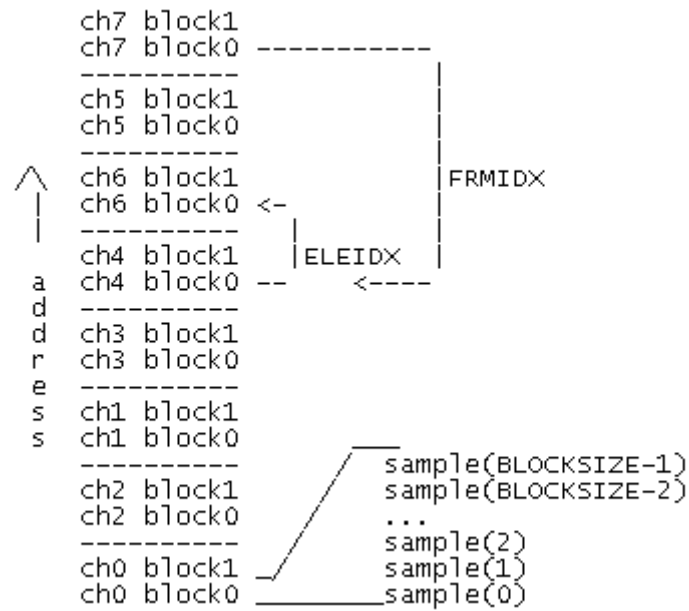 ch7 block1
ch7 block0 -----------
----------
ch5 block1
ch5 block0
----------
ch6 block1
FRMIDX
ch6 block0 <-
----------
ch4 block1
ELEIDX
ch4 block0 -- <----
----------
ch3 block1
ch3 block0
----------
ch1 block1
ch1 block0
----------
ch2 block1
ch2 block0
----------
ch0 block1
ch0 block0
address
sample(BLOCKSIZE-1)
sample(BLOCKSIZE-2)
...
sample(2)
sample(1)
sample(0)